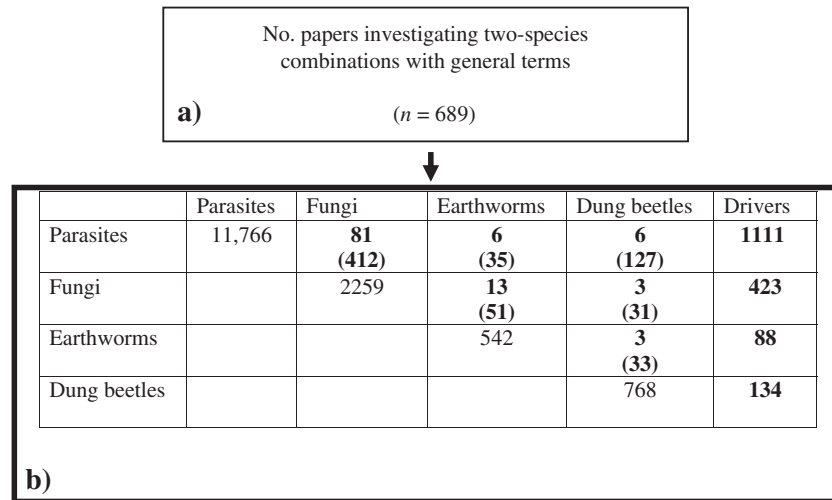 No. papers investigating two-species
combinations with general terms
a) (n = 689)
Parasites Fungi Earthworms Dung beetles Drivers
Parasites 11,766 81 6 6 1111
(412) (35) (127)
Fungi 2259 13 3 423
(51) (31)
Earthworms 542 3 88
(33)
Dung beetles 768 134
b)